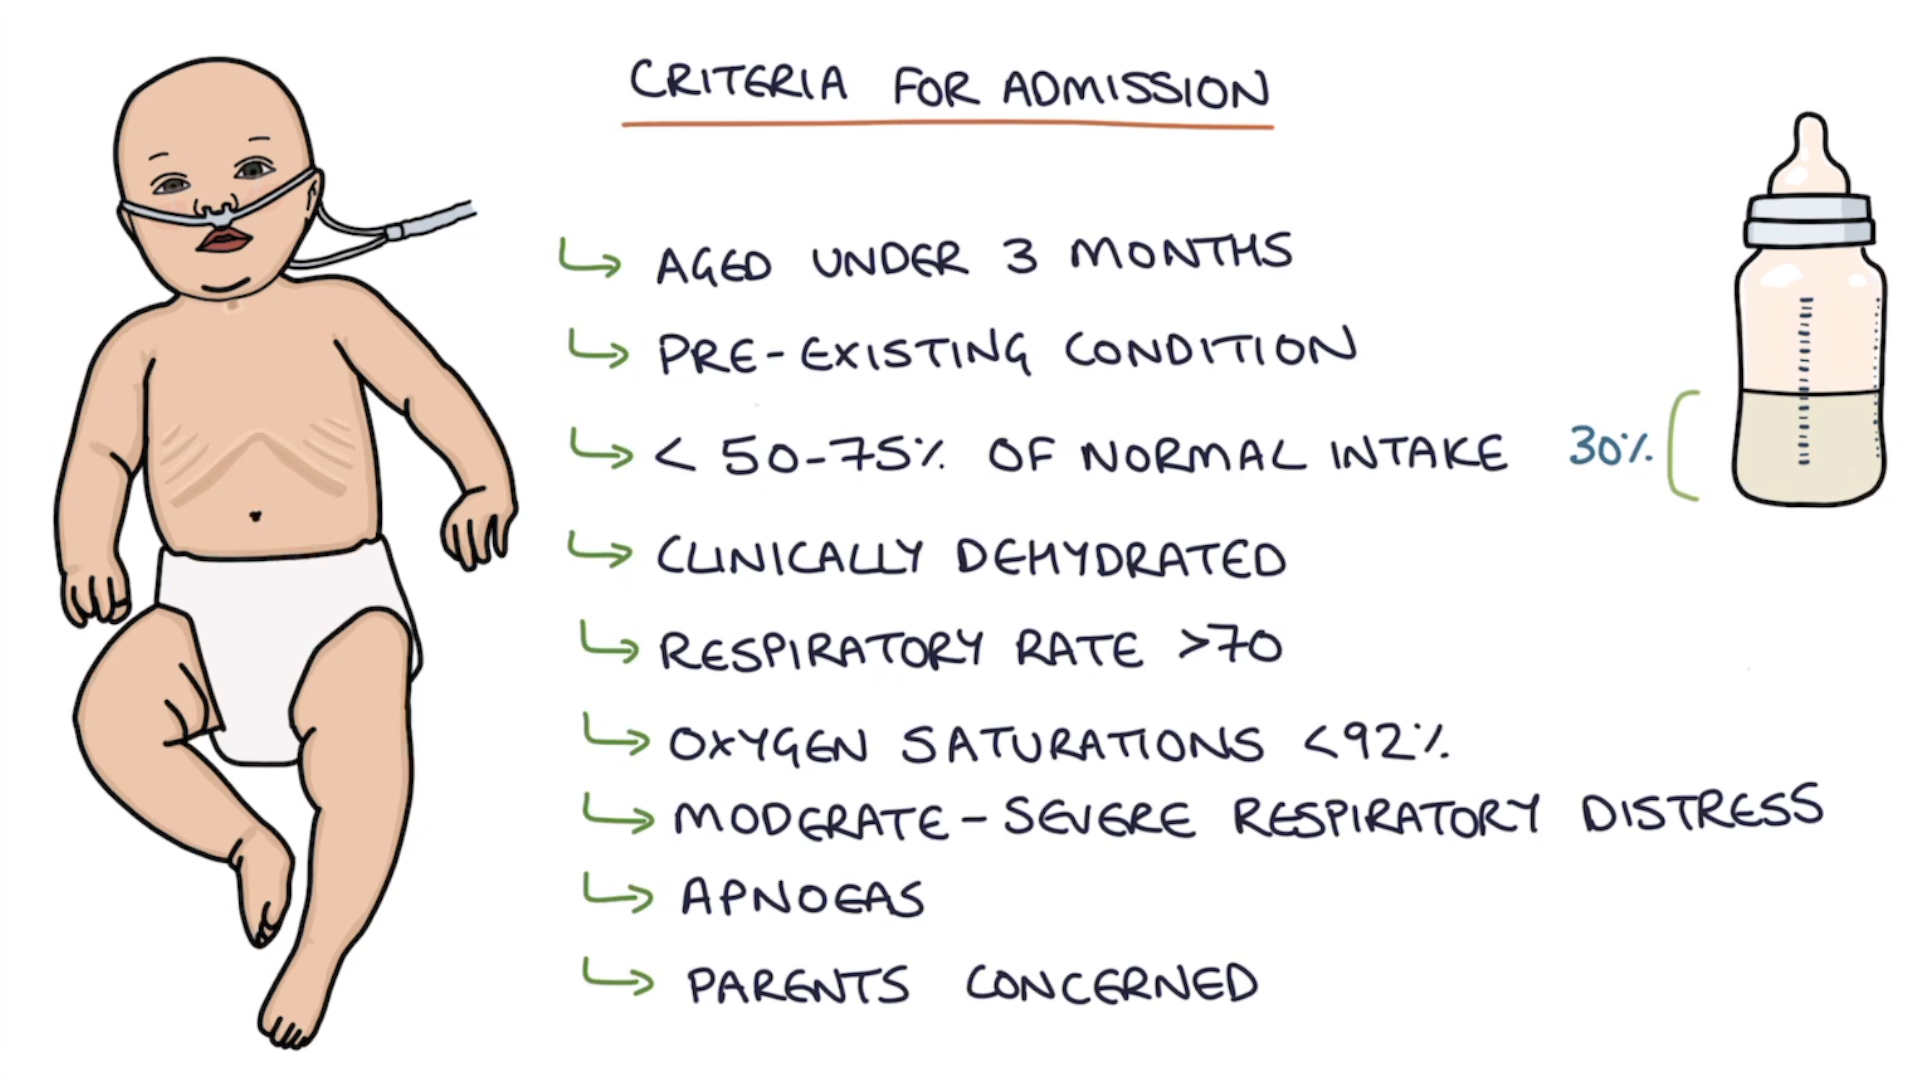 CRITERIA FOR ADMISSION
AGED UNDER 3 MONTHS
PRE-EXISTING CONDITION
< 50-75% OF NORMAL INTAKE 30%
CLINICALLY DEHYDRATED
RESPIRATORY RATE >70
OXYGEN SATURATIONS <92%
MODERATE-SEVERE RESPIRATORY DISTRESS
APNOEAS
PARENTS CONCERNED